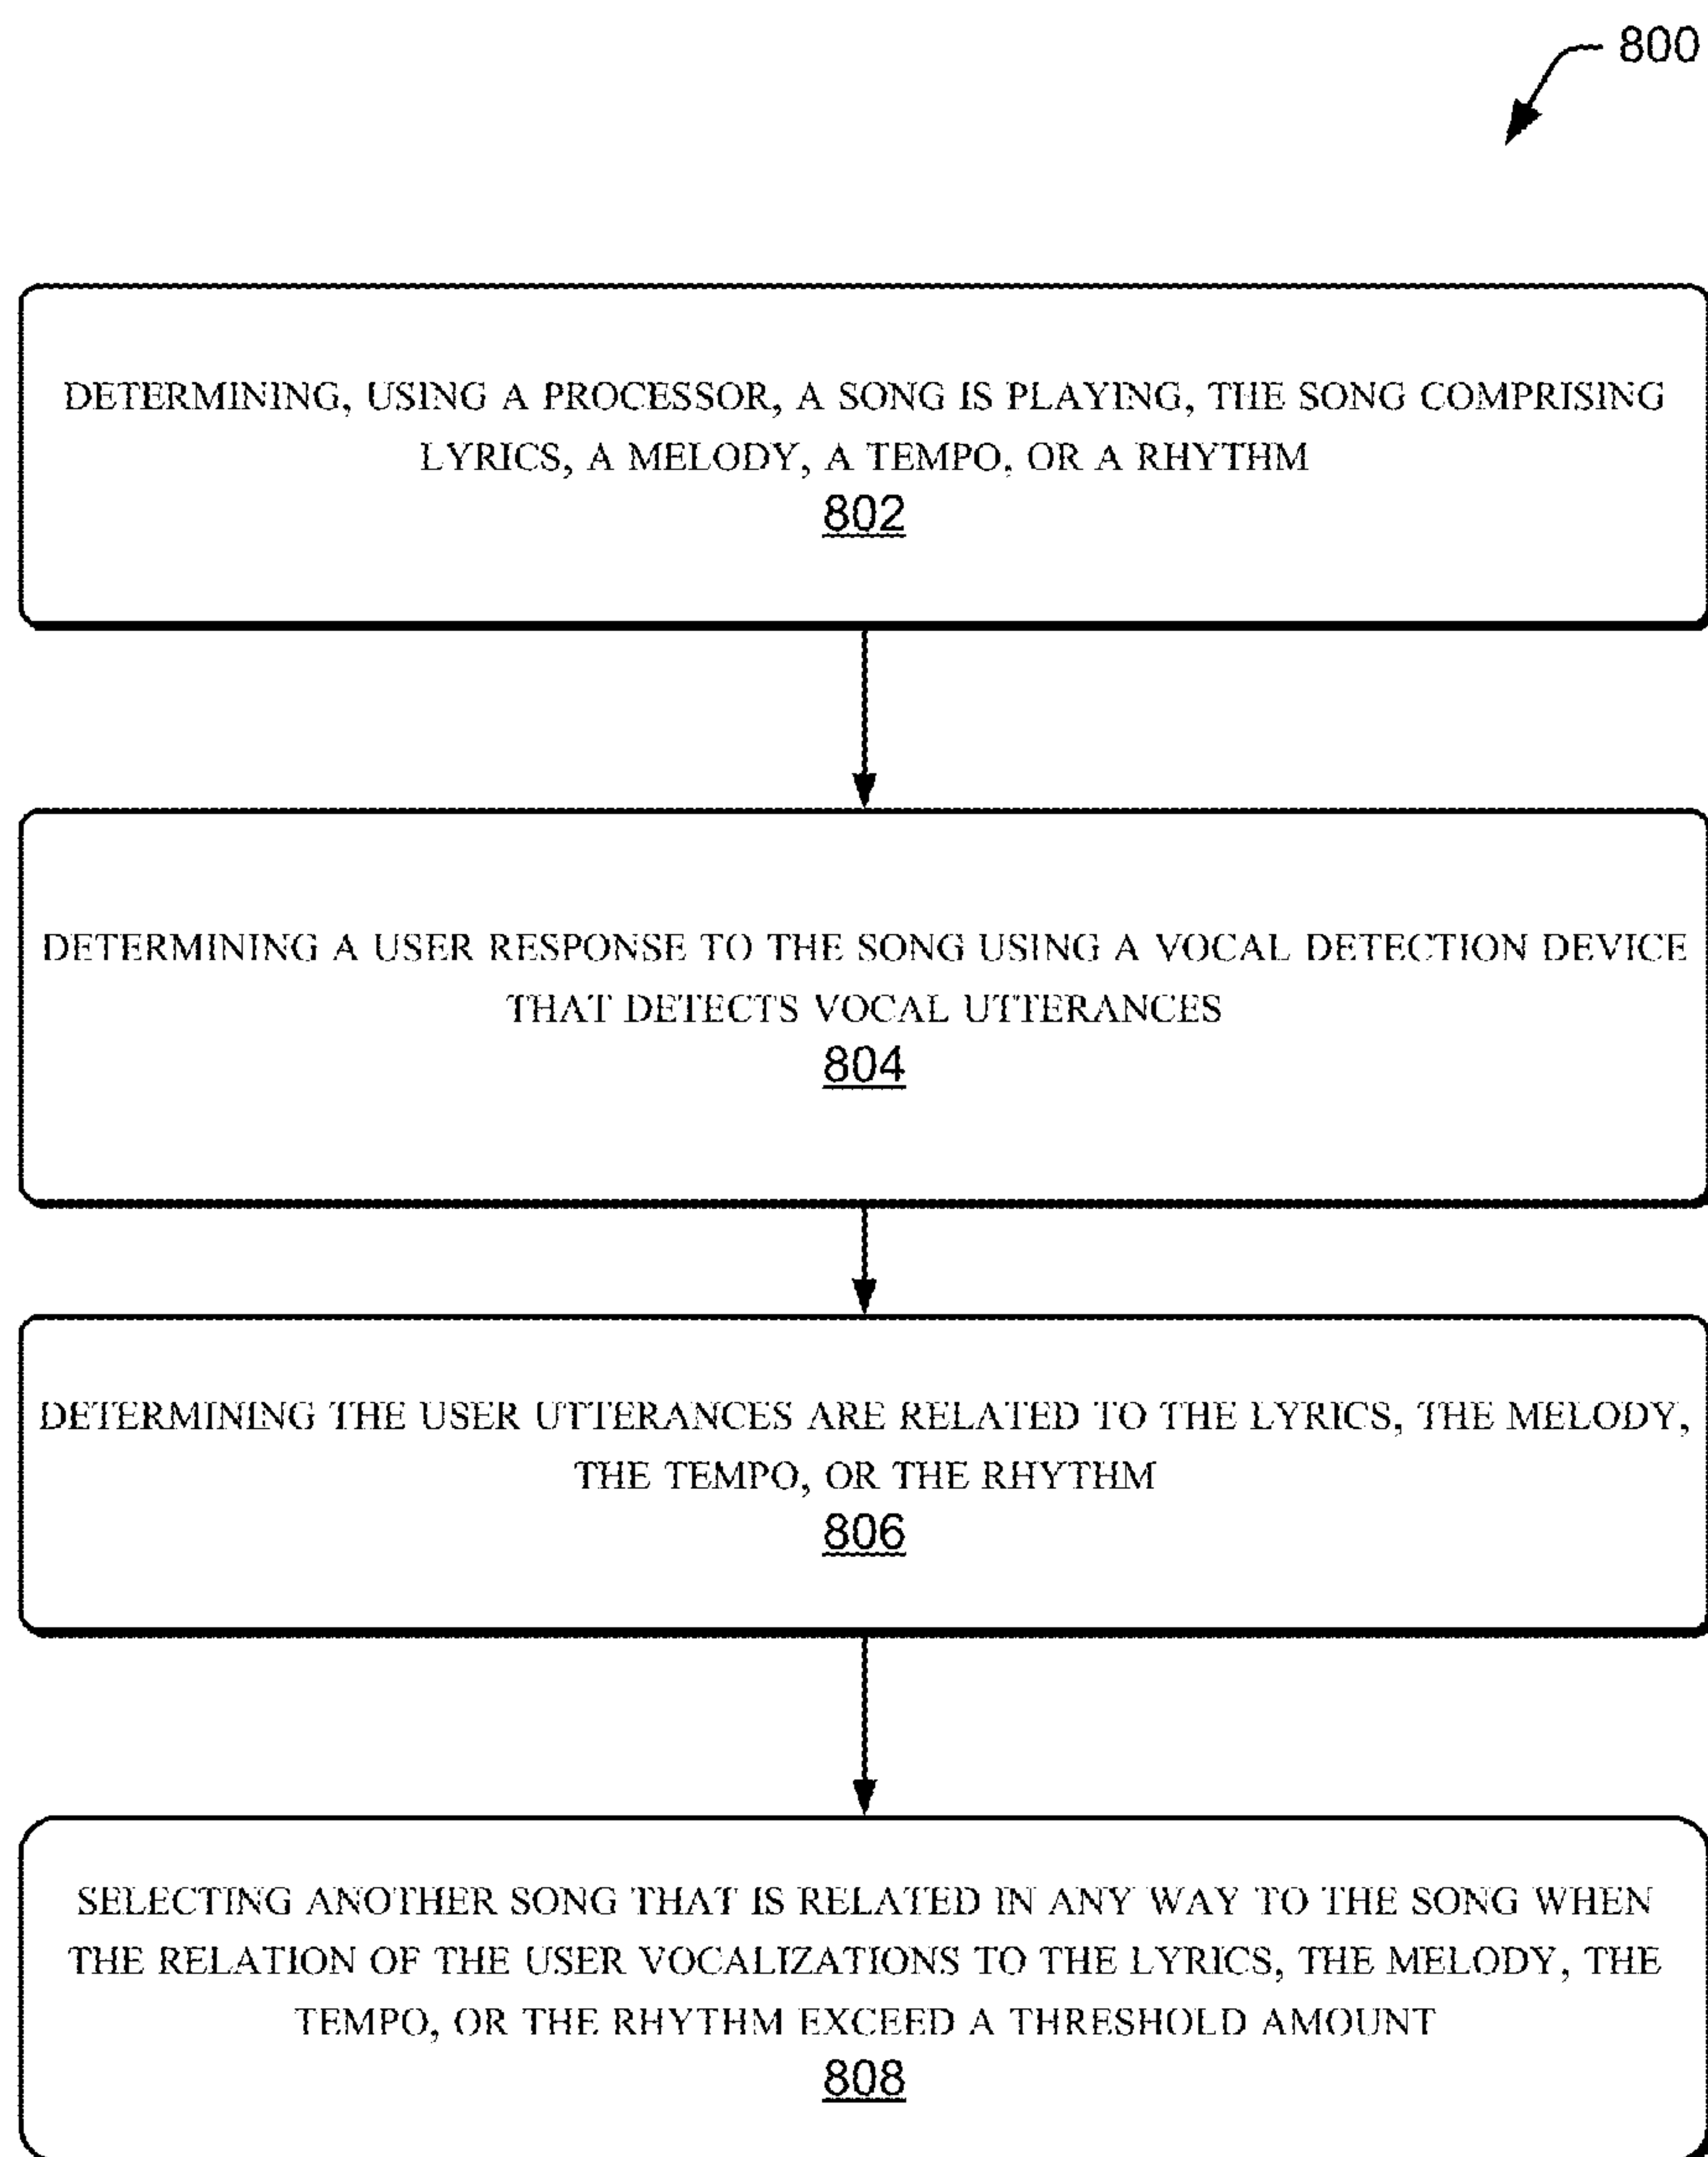 800
DETERMINING, USING A PROCESSOR, A SONG IS PLAYING, THE SONG COMPRISING
LYRICS, A MELODY, A TEMPO, OR A RHYTHM
802
DETERMINING A USER RESPONSE TO THE SONG USING A VOCAL DETECTION DEVICE
THAT DETECTS VOCAL UTTERANCES
804
DETERMINING THE USER UTTERANCES ARE RELATED TO THE LYRICS, THE MELODY,
THE TEMPO, OR THE RHYTHM
806
SELECTING ANOTHER SONG THAT IS RELATED IN ANY WAY TO THE SONG WHEN
THE RELATION OF THE USER VOCALIZATIONS TO THE LYRICS, THE MELODY, THE
TEMPO, OR THE RHYTHM EXCEED A THRESHOLD AMOUNT
808